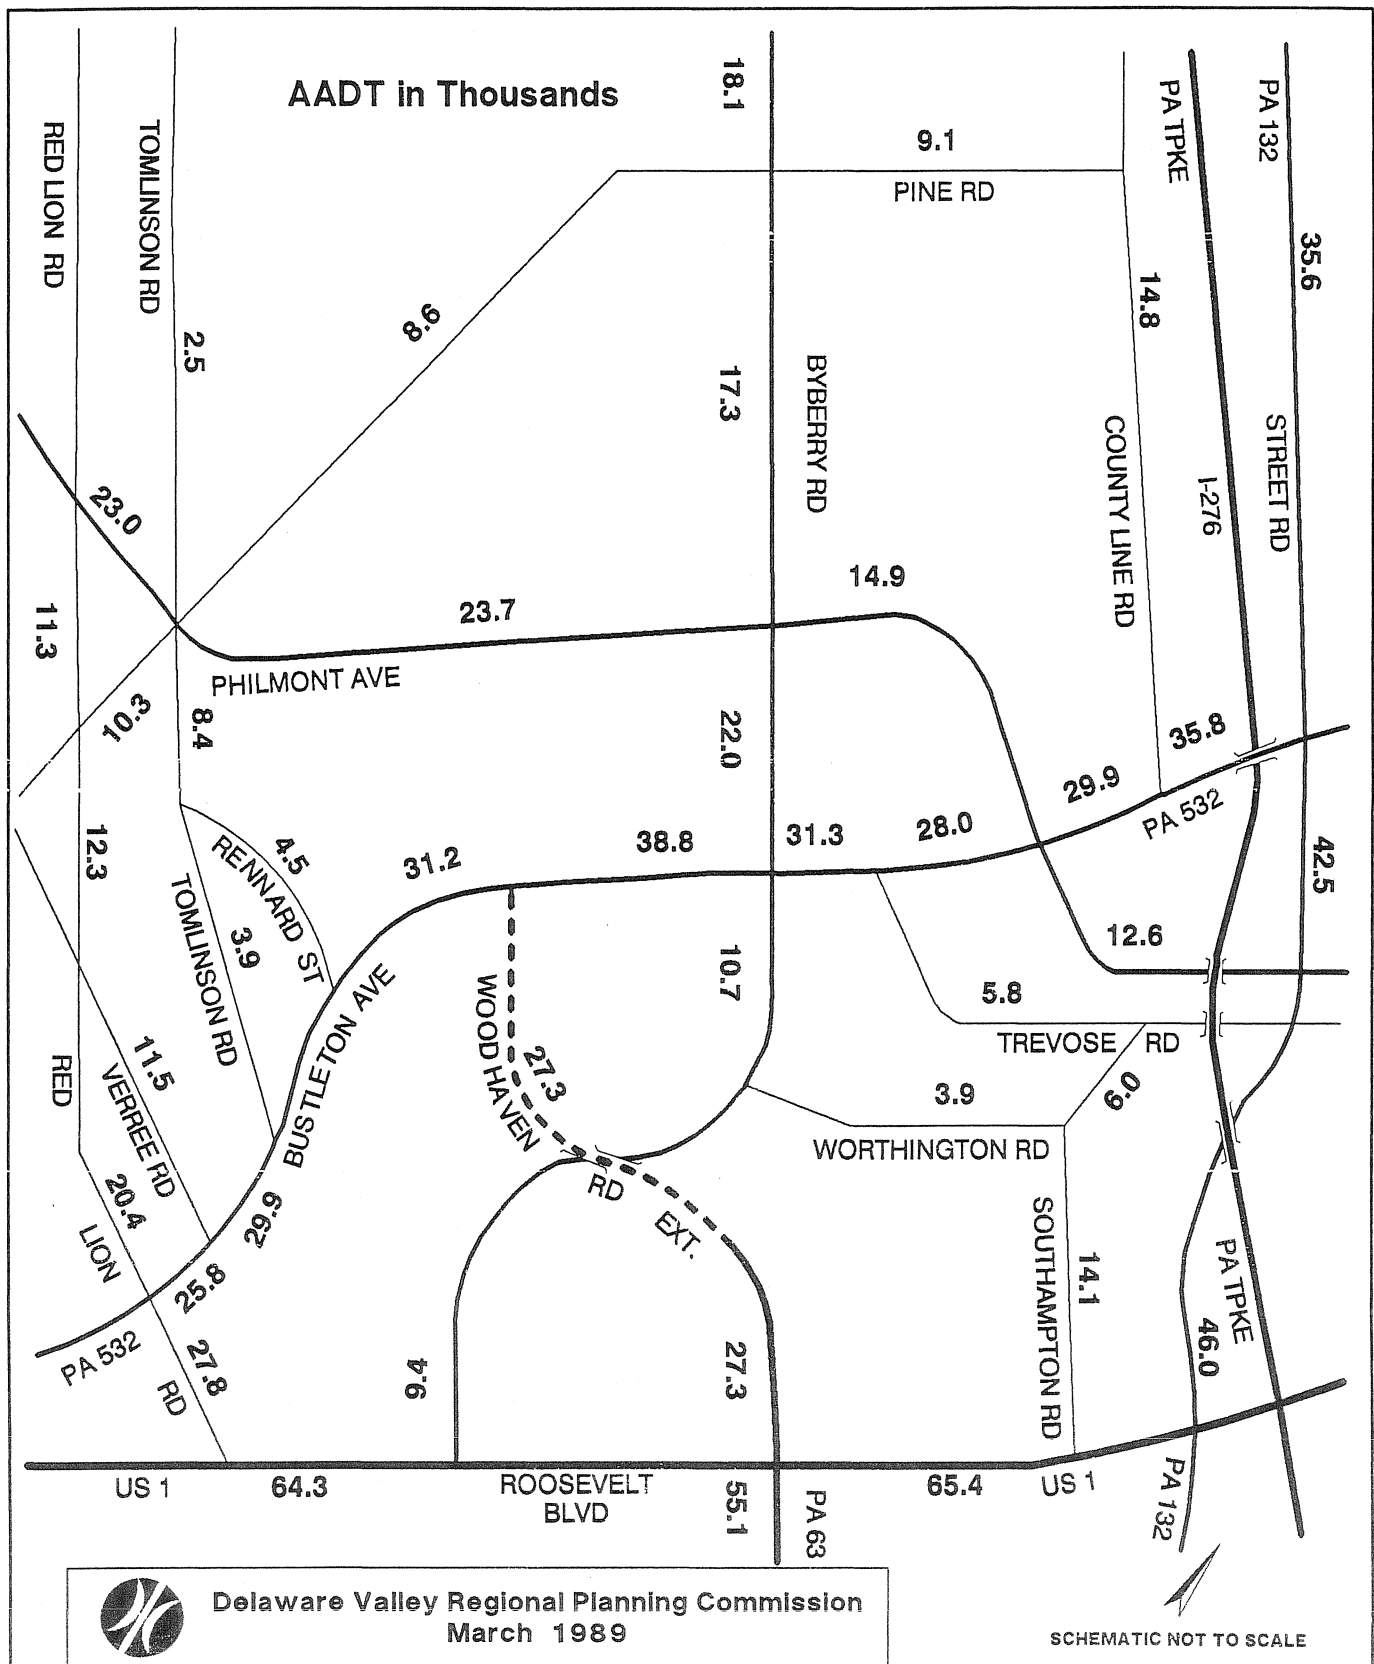 AADT in Thousands
18.1
9.1
PINE RD
PA TPKE
PA 132
RED LION RD
TOMLINSON RD
35.6
14.8
8.6
2.5
17.3
BYBERRY RD
COUNTY LINE RD
STREET RD
I-276
23.0
14.9
23.7
11.3
PHILMONT AVE
10.3
8.4
22.0
35.8
29.9
PA 532
12.3
4.5
RENNARD ST
31.2
38.8
31.3
28.0
42.5
TOMLINSON RD
3.9
10.7
12.6
5.8
TREVOSE RD
WOODHAVEN
27.3
BUSTLETON AVE
RED
11.5
VERREE RD
3.9
6.0
WORTHINGTON RD
20.4
LION
29.9
RD
EXT.
SOUTHAMPTON RD
14.1
PA TPKE
46.0
25.8
PA 532
27.8
RD
9.4
27.3
US 1
64.3
ROOSEVELT
BLVD
55.1
PA 63
65.4
US 1
PA 132
Delaware Valley Regional Planning Commission
March 1989
SCHEMATIC NOT TO SCALE